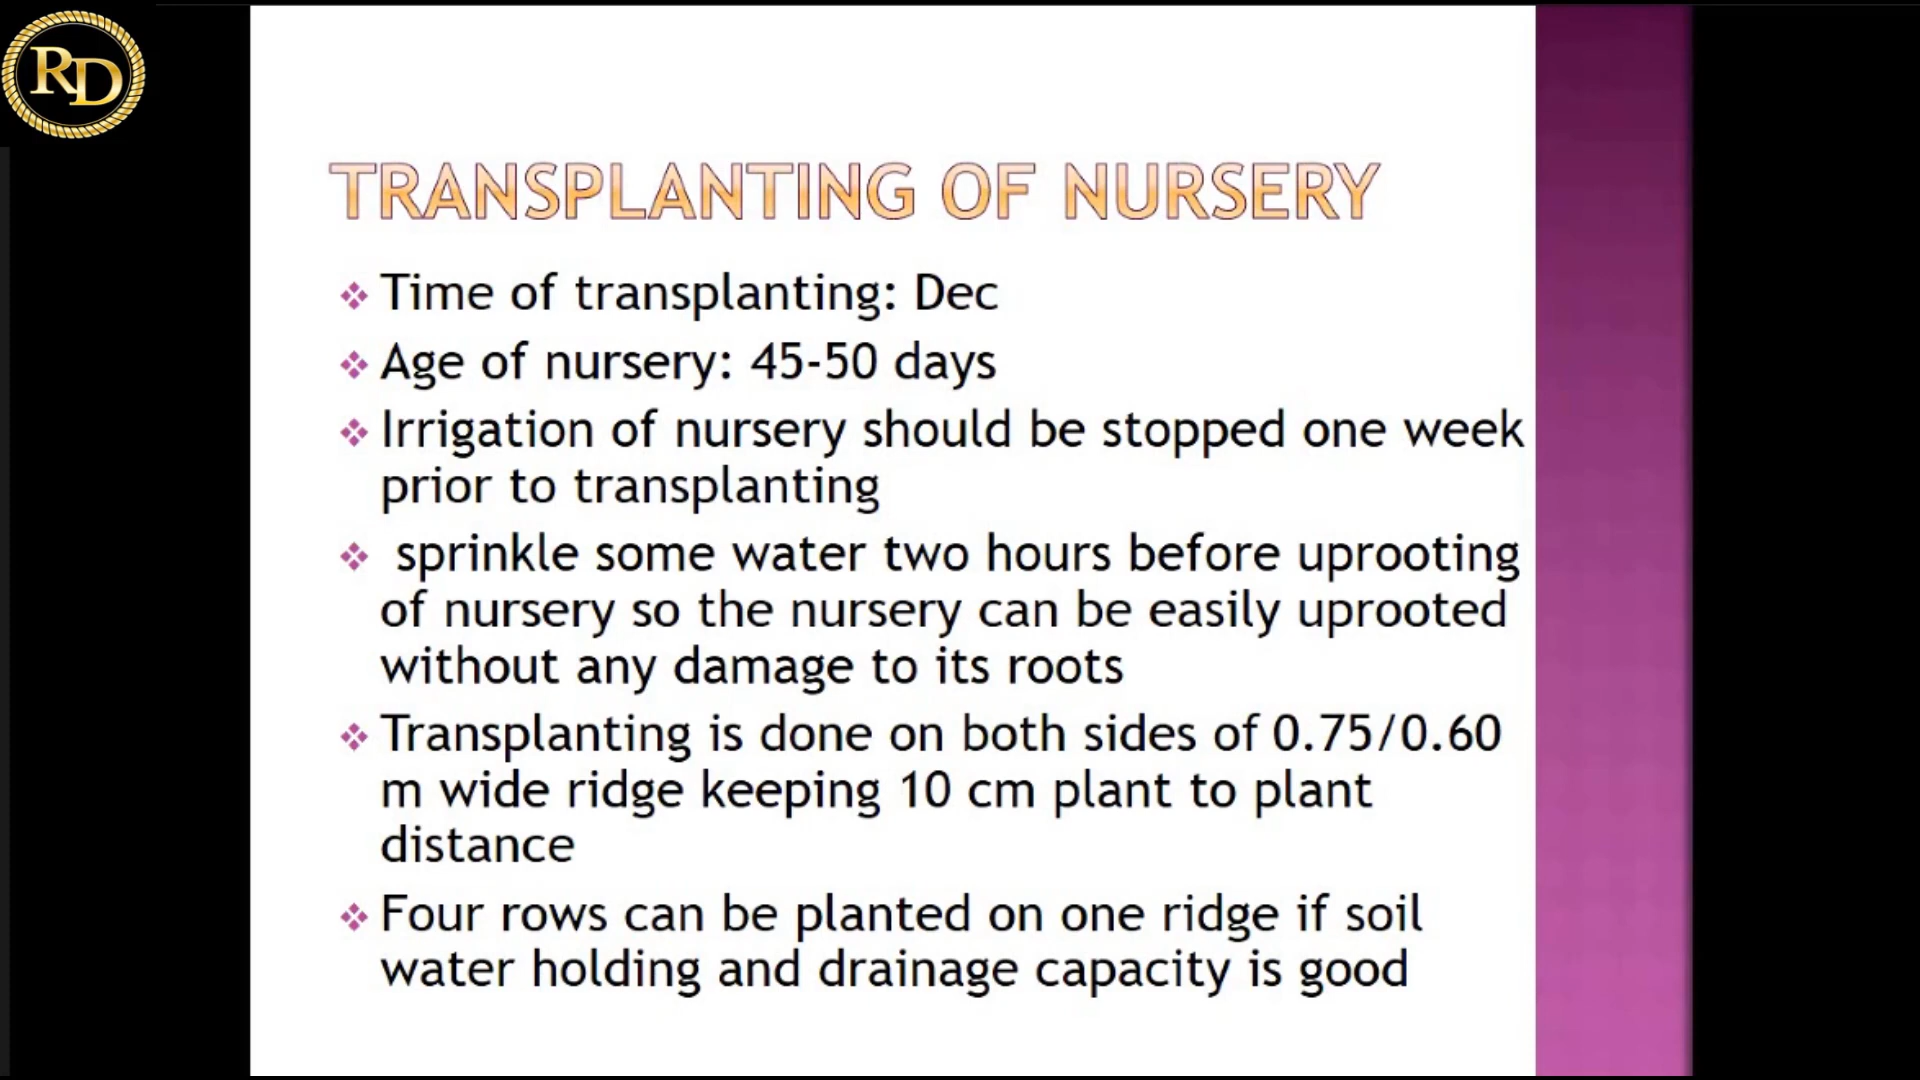 RD
TRANSPLANTING OF NURSERY
Time of transplanting: Dec
Age of nursery: 45-50 days
Irrigation of nursery should be stopped one week
prior to transplanting
sprinkle some water two hours before uprooting
of nursery so the nursery can be easily uprooted
without any damage to its roots
Transplanting is done on both sides of 0.75/0.60
m wide ridge keeping 10 cm plant to plant
distance
Four rows can be planted on one ridge if soil
water holding and drainage capacity is good